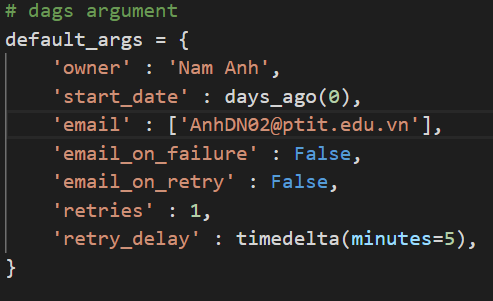 # dags argument
default_args = {
    'owner' : 'Nam Anh',
    'start_date' : days_ago(0),
    'email' : ['AnhDN02@ptit.edu.vn'],
    'email_on_failure' : False,
    'email_on_retry' : False,
    'retries' : 1,
    'retry_delay' : timedelta(minutes=5),
}